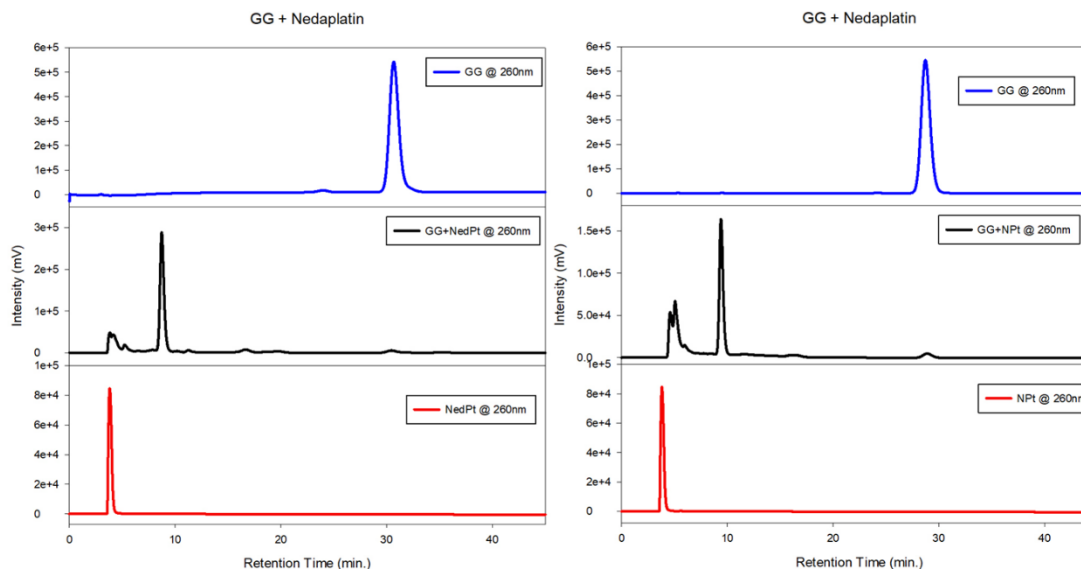 GG + Nedaplatin
6e+5
5e+5
4e+5
3e+5
2e+5
1e+5
0
GG @ 260nm
3e+5
2e+5
1e+5
0
GG+NedPt @ 260nm
Intensity (mV)
1e+5
8e+4
6e+4
4e+4
2e+4
0
NedPt @ 260nm
0 10 20 30 40
Retention Time (min.)
GG + Nedaplatin
6e+5
5e+5
4e+5
3e+5
2e+5
1e+5
0
GG @ 260nm
1.5e+5
1.0e+5
5.0e+4
0.0
GG+NPt @ 260nm
Intensity (mV)
1e+5
8e+4
6e+4
4e+4
2e+4
0
NPt @ 260nm
0 10 20 30 40
Retention Time (min.)